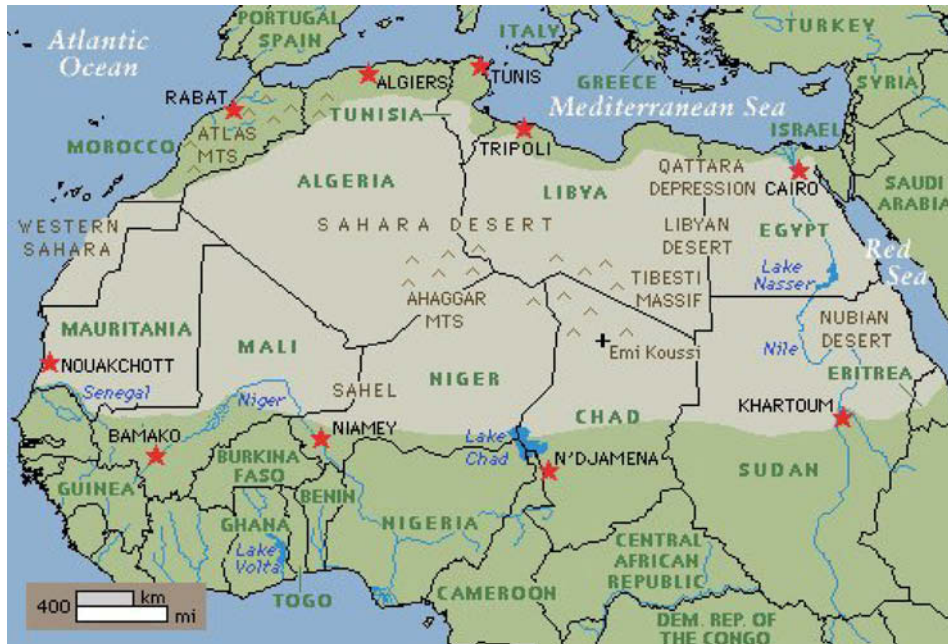 PORTUGAL
SPAIN
ITALY
TURKEY
Atlantic
Ocean
GREECE
SYRIA
ALGIERS
TUNIS
RABAT
TUNISIA
Mediterranean Sea
ATLAS
MTS
MOROCCO
TRIPOLI
ISRAEL
QATTARA
DEPRESSION
CAIRO
SAUDI
ARABIA
ALGERIA
LIBYA
WESTERN
SAHARA
SAHARA DESERT
LIBYAN
DESERT
EGYPT
Red
Sea
Lake
Nasser
TIBESTI
MASSIF
AHAGGAR
MTS
MAURITANIA
MALI
NUBIAN
DESERT
Nile
Emi Koussi
NOUAKCHOTT
Senegal
Niger
SAHEL
NIGER
ERITREA
CHAD
KHARTOUM
BAMAKO
NIAMEY
Lake
Chad
N'DJAMENA
SUDAN
GUINEA
BURKINA
FASO
BENIN
GHANA
NIGERIA
Lake
Volta
CENTRAL
AFRICAN
REPUBLIC
TOGO
CAMEROON
400 km
mi
DEM. REP. OF
THE CONGO